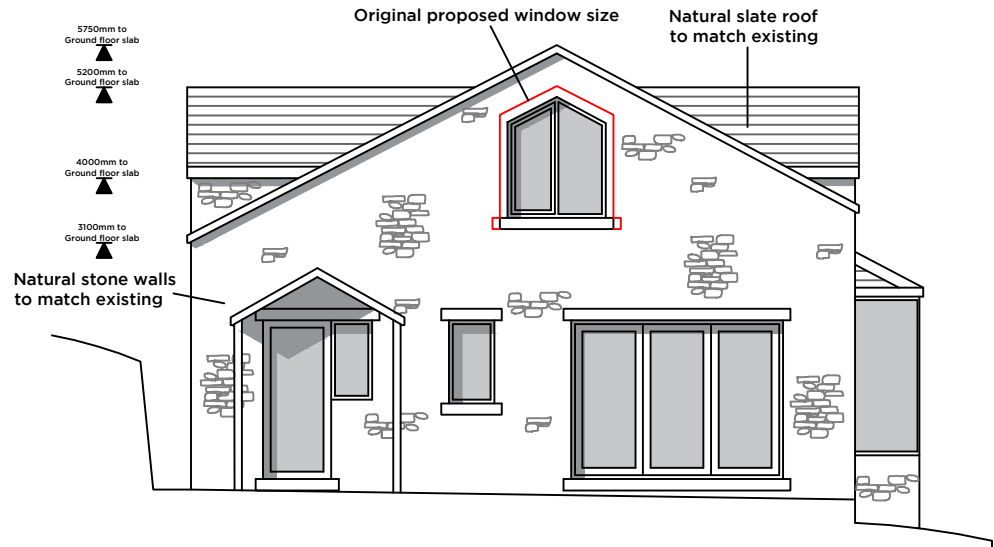 Original proposed window size
Natural slate roof
to match existing
5750mm to
Ground floor slab
5200mm to
Ground floor slab
4000mm to
Ground floor slab
3100mm to
Ground floor slab
Natural stone walls
to match existing